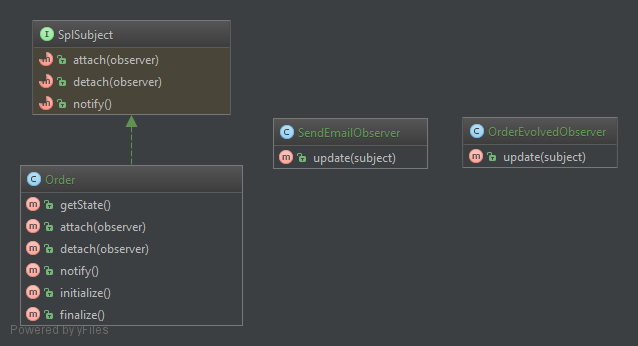 I SplSubject
m attach(observer)
m detach(observer)
m notify()
C Order
m getState()
m attach(observer)
m detach(observer)
m notify()
m initialize()
m finalize()
C SendEmailObserver
m update(subject)
C OrderEvolvedObserver
m update(subject)
Powered by yFiles